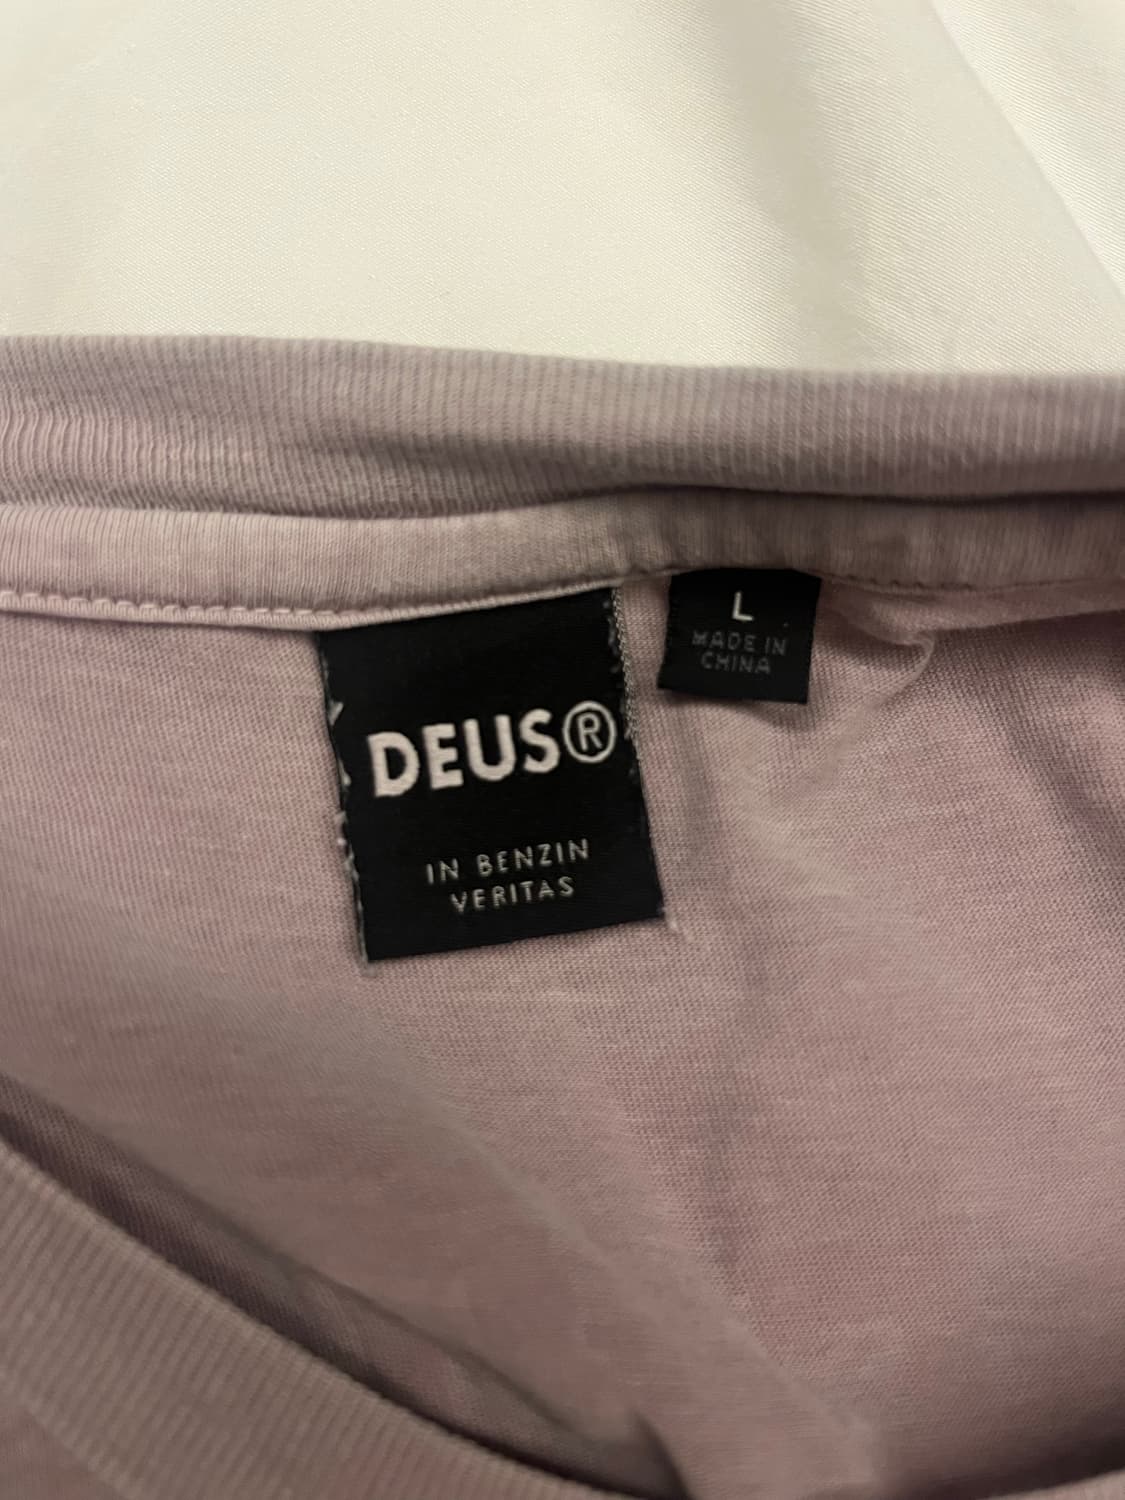 L
MADE IN
CHINA
DEUS®
IN BENZIN
VERITAS